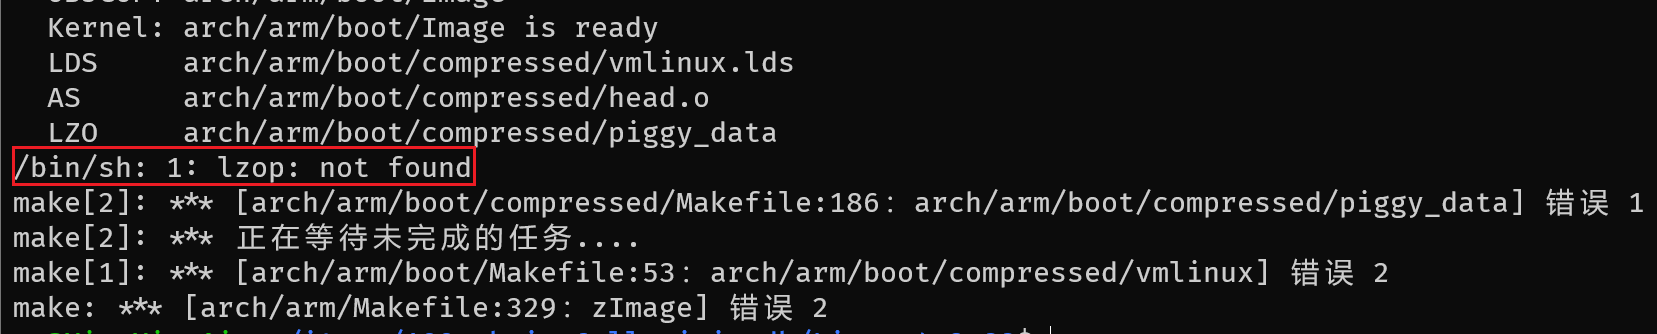 Kernel: arch/arm/boot/Image is ready
LDS     arch/arm/boot/compressed/vmlinux.lds
AS      arch/arm/boot/compressed/head.o
LZO     arch/arm/boot/compressed/piggy_data
/bin/sh: 1: lzop: not found
make[2]: *** [arch/arm/boot/compressed/Makefile:186：arch/arm/boot/compressed/piggy_data] 错误 1
make[2]: *** 正在等待未完成的任务....
make[1]: *** [arch/arm/boot/Makefile:53：arch/arm/boot/compressed/vmlinux] 错误 2
make: *** [arch/arm/Makefile:329：zImage] 错误 2